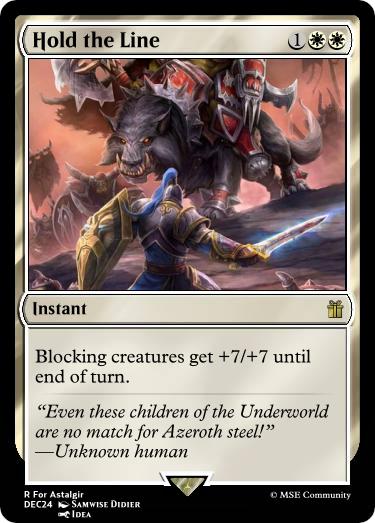 Hold the Line 1
Instant
Blocking creatures get +7/+7 until
end of turn.
“Even these children of the Underworld
are no match for Azeroth steel!”
—Unknown human
R For Astalgir
DEC24 Samwise Didier © MSE Community
Idea